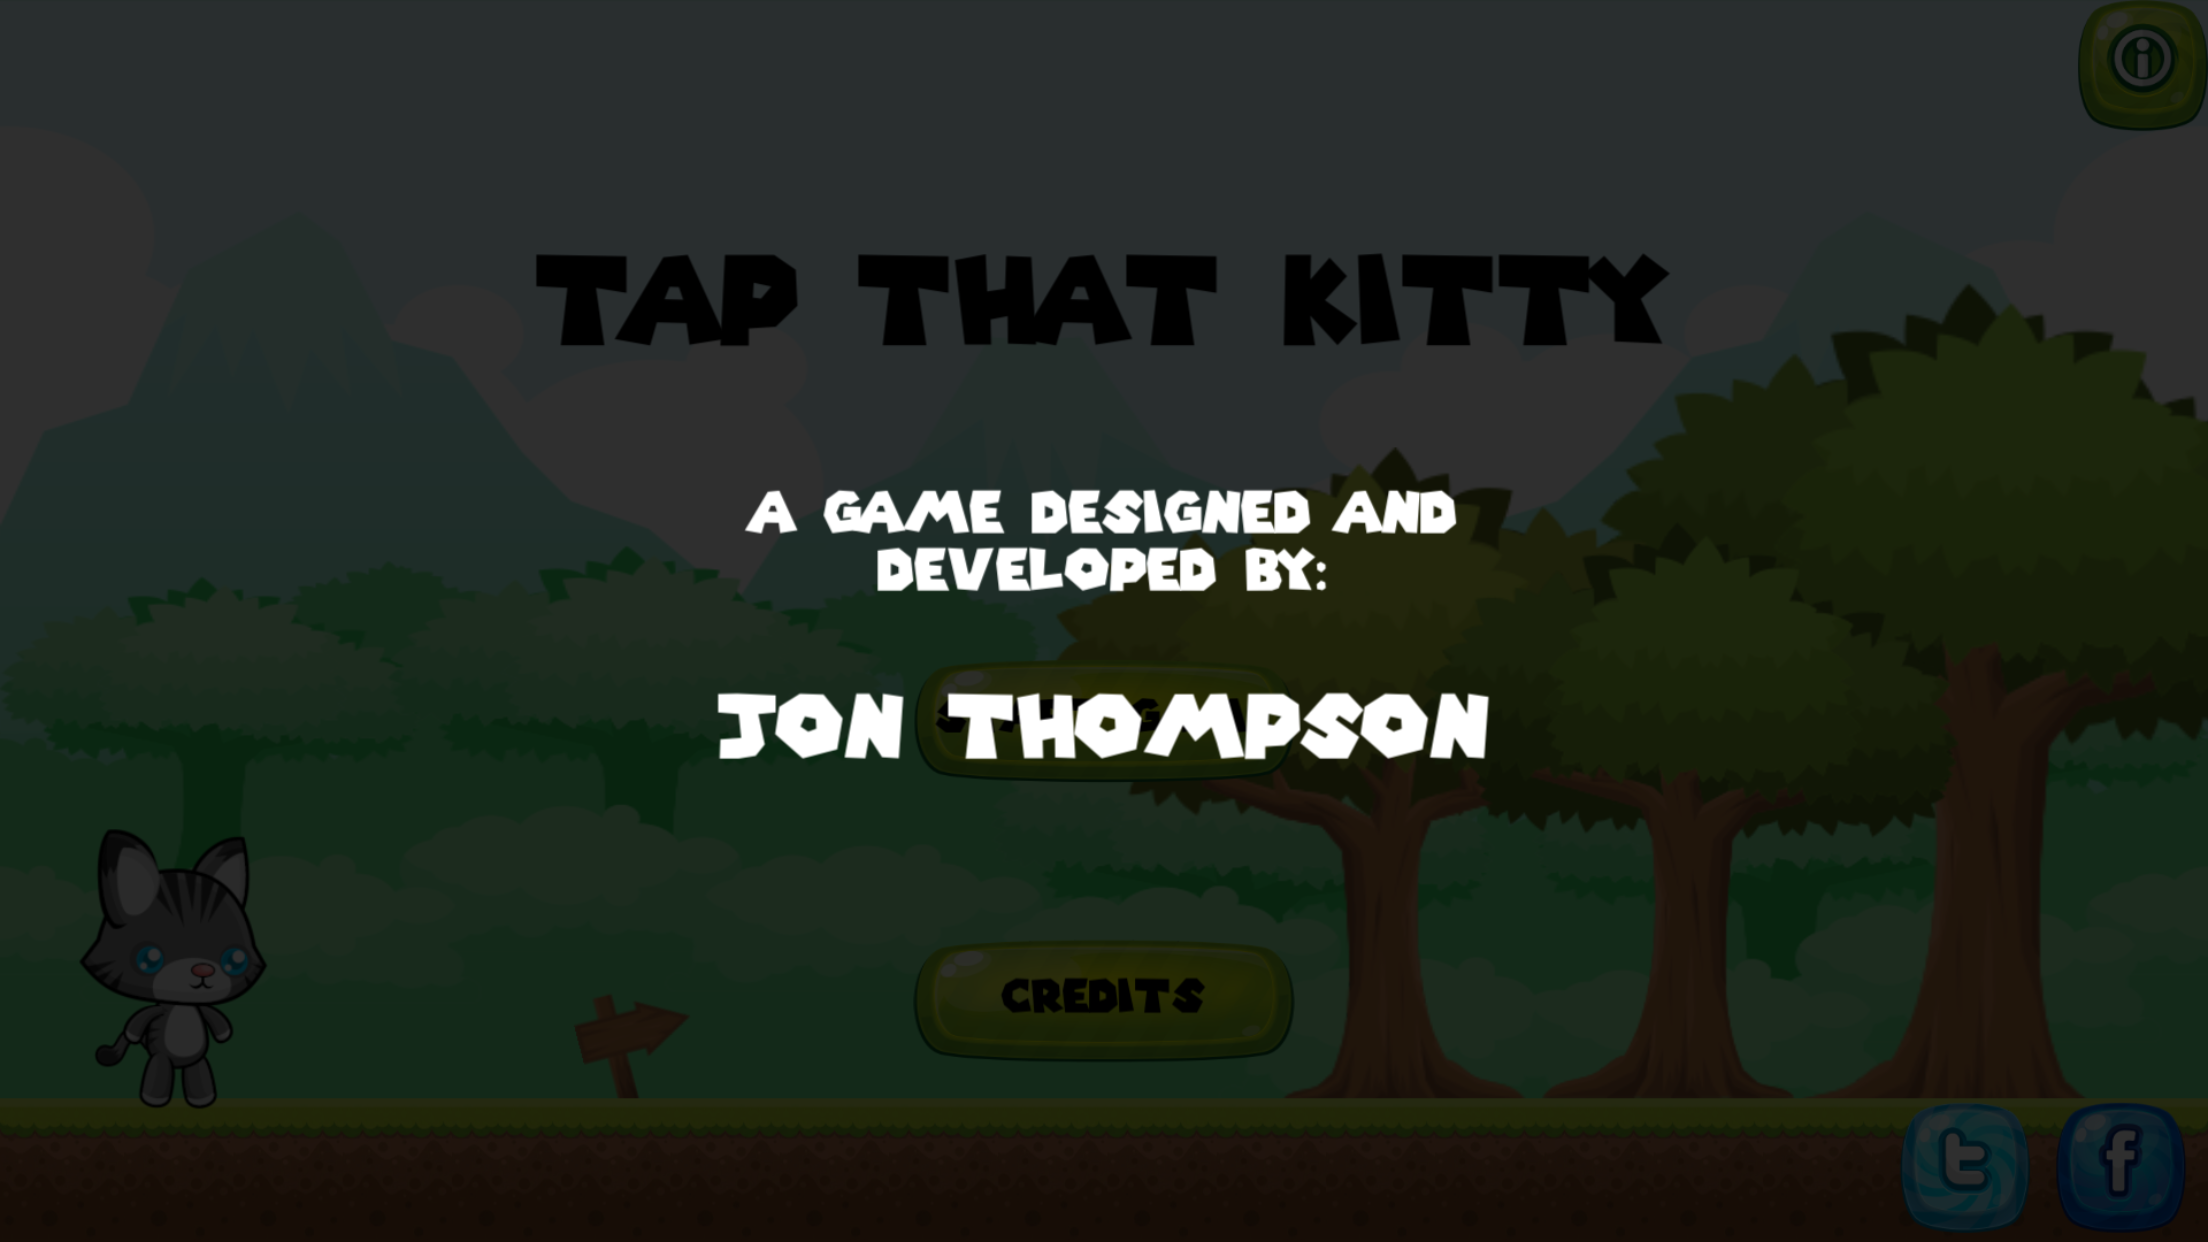 TAP THAT KITTY
A GAME DESIGNED AND
DEVELOPED BY:
JON THOMPSON
CREDITS